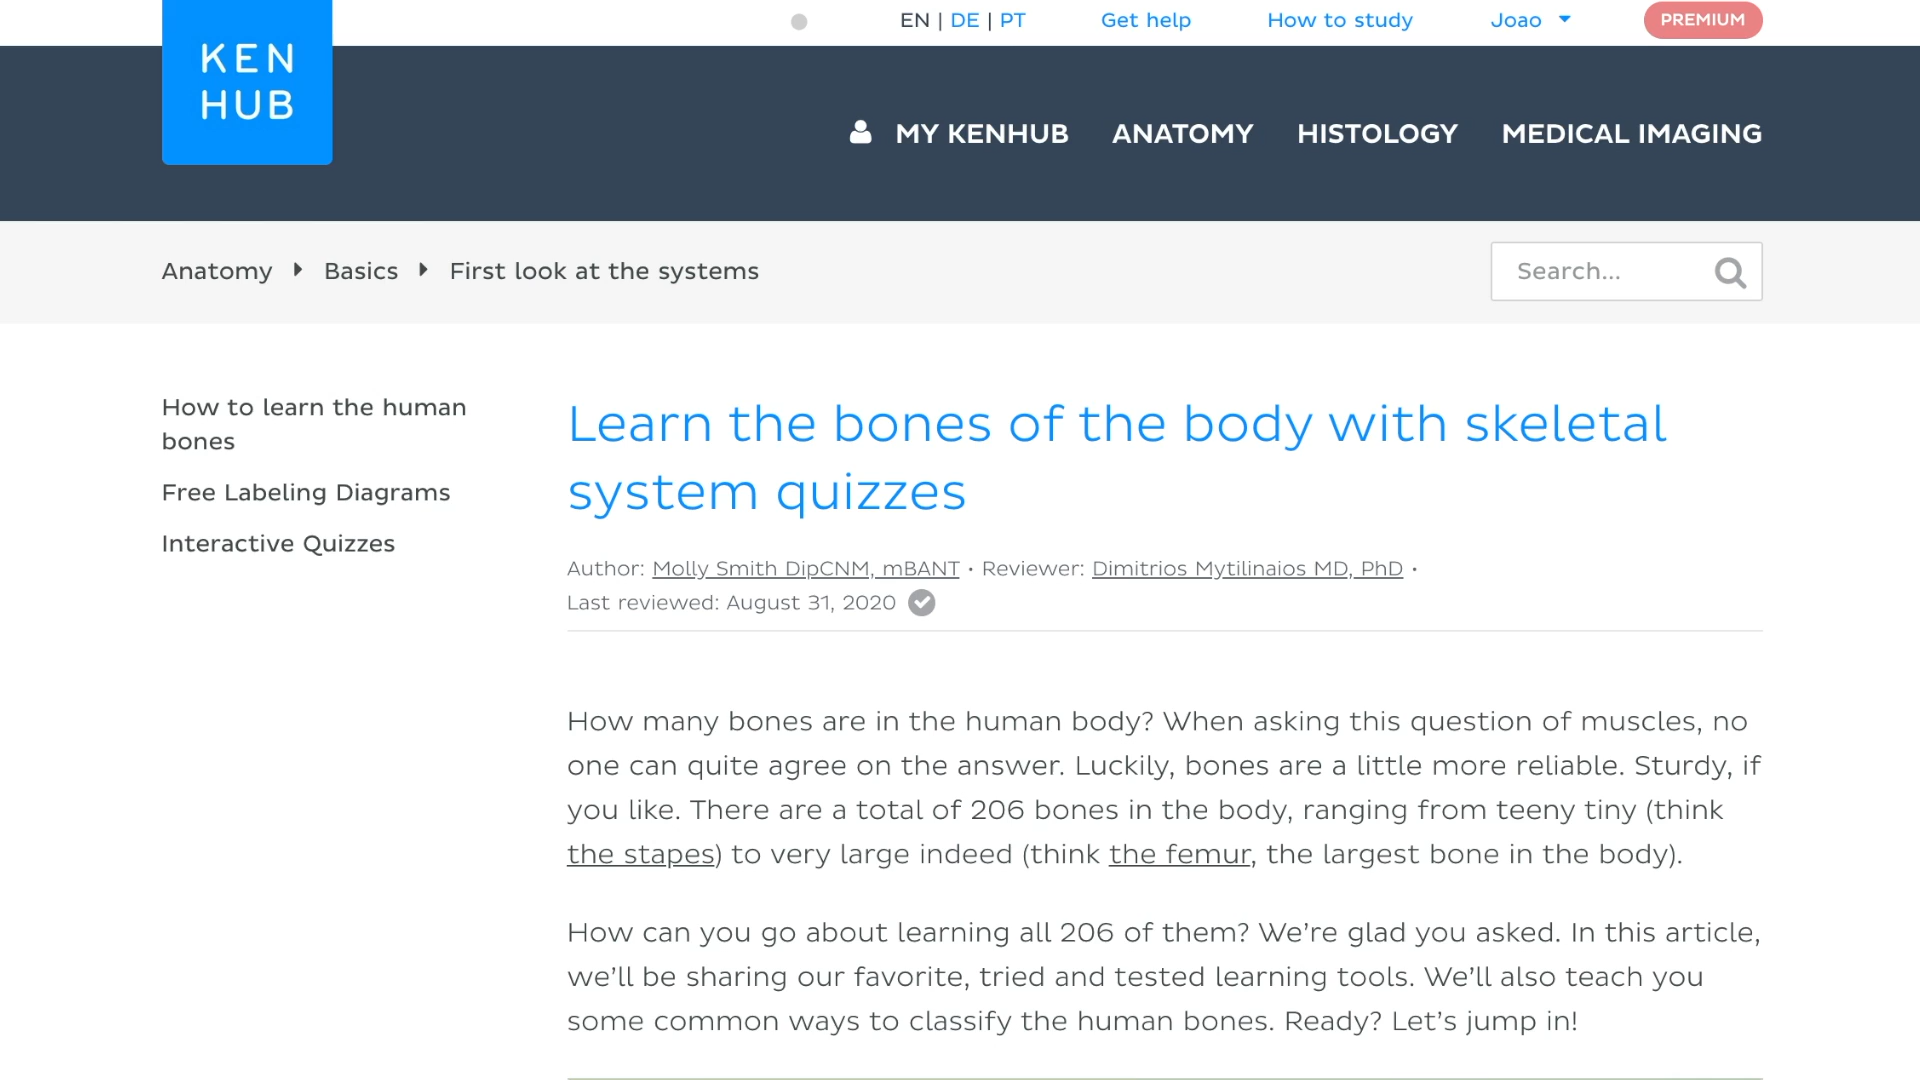 EN | DE | PT
Get help
How to study
Joao
PREMIUM
KEN
HUB
MY KENHUB
ANATOMY
HISTOLOGY
MEDICAL IMAGING
Anatomy
Basics
First look at the systems
Search...
How to learn the human
bones
Free Labeling Diagrams
Interactive Quizzes
Learn the bones of the body with skeletal
system quizzes
Author: Molly Smith DipCNM, mBANT • Reviewer: Dimitrios Mytilinaios MD, PhD •
Last reviewed: August 31, 2020
How many bones are in the human body? When asking this question of muscles, no
one can quite agree on the answer. Luckily, bones are a little more reliable. Sturdy, if
you like. There are a total of 206 bones in the body, ranging from teeny tiny (think
the stapes) to very large indeed (think the femur, the largest bone in the body).
How can you go about learning all 206 of them? We’re glad you asked. In this article,
we’ll be sharing our favorite, tried and tested learning tools. We’ll also teach you
some common ways to classify the human bones. Ready? Let’s jump in!